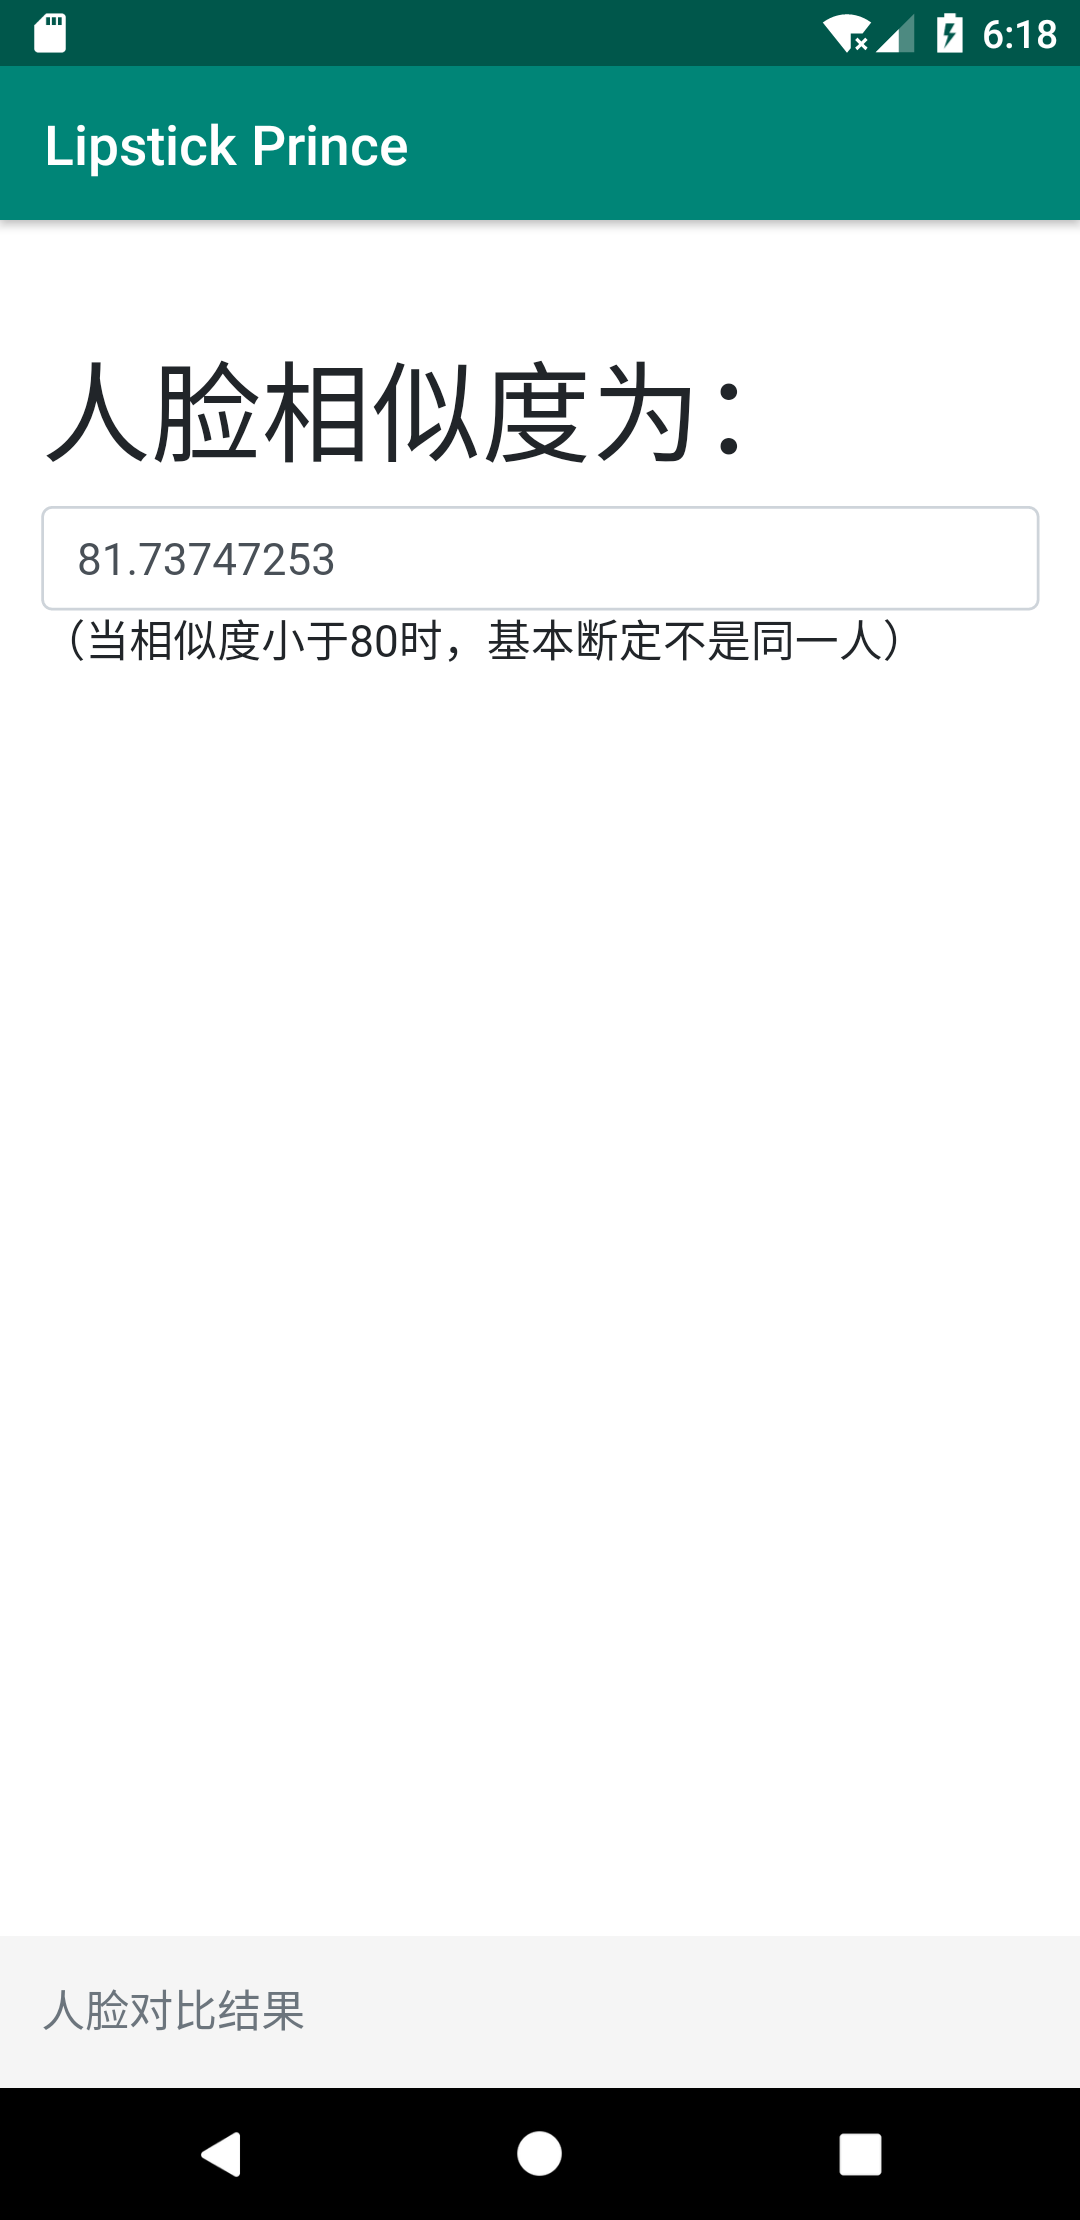 6:18
Lipstick Prince
人脸相似度为：
81.73747253
（当相似度小于80时，基本断定不是同一人）
人脸对比结果